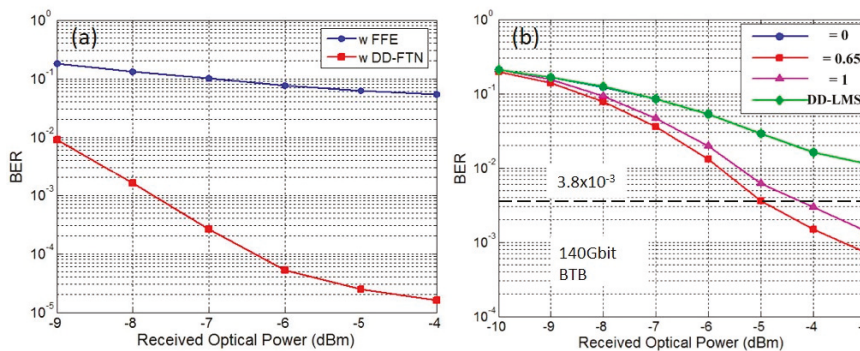 (a)
w FFE
w DD-FTN
10^0
10^-1
10^-2
10^-3
10^-4
10^-5
BER
-9
-8
-7
-6
-5
-4
Received Optical Power (dBm)
(b)
= 0
= 0.65
= 1
DD-LMS
10^0
10^-1
10^-2
10^-3
10^-4
BER
3.8x10^-3
140Gbit
BTB
-10
-9
-8
-7
-6
-5
-4
Received Optical Power (dBm)